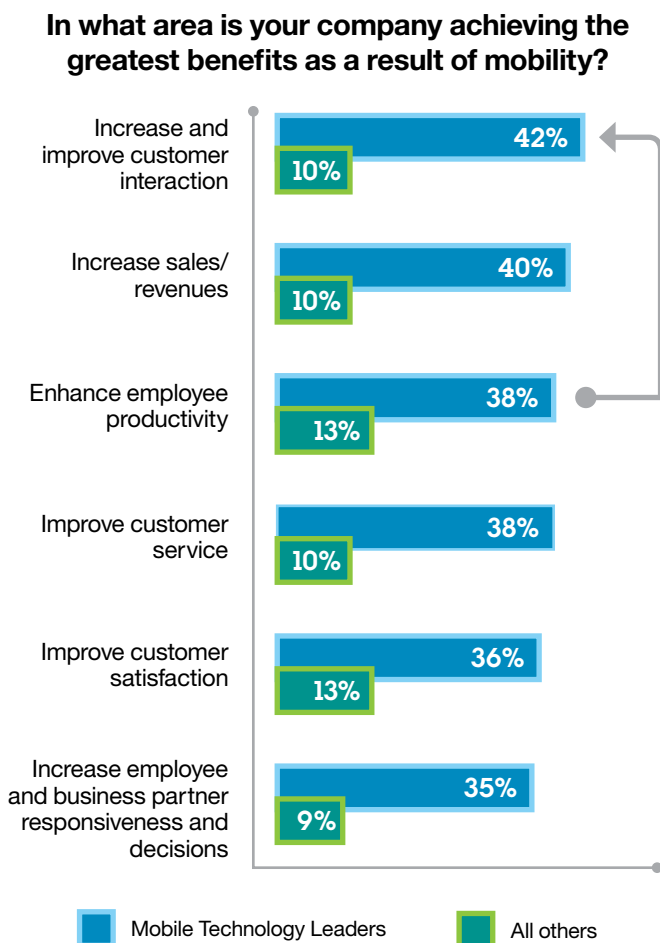 In what area is your company achieving the
greatest benefits as a result of mobility?
Increase and
improve customer
interaction
42%
10%
Increase sales/
revenues
40%
10%
Enhance employee
productivity
38%
13%
Improve customer
service
38%
10%
Improve customer
satisfaction
36%
13%
Increase employee
and business partner
responsiveness and
decisions
35%
9%
Mobile Technology Leaders
All others